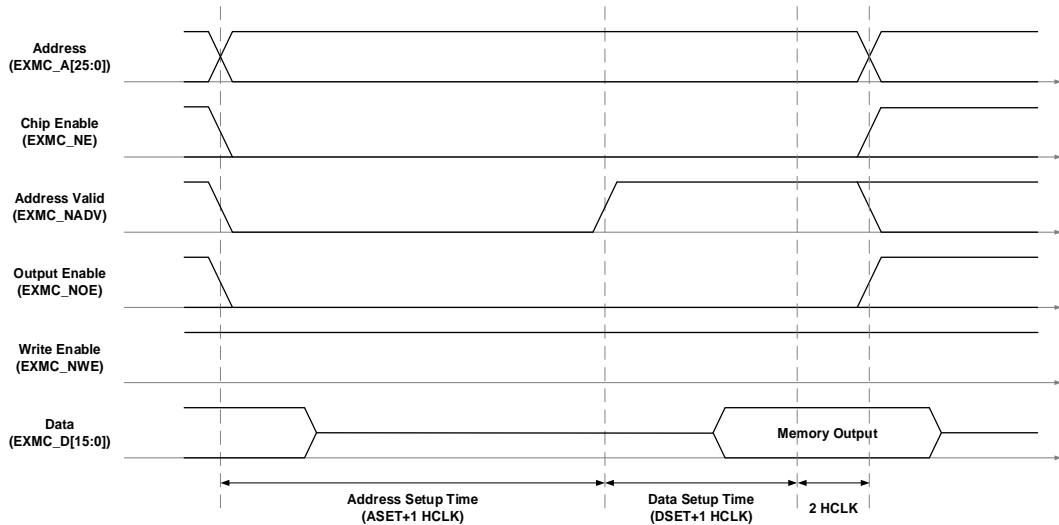 Address
(EXMC_A[25:0])
Chip Enable
(EXMC_NE)
Address Valid
(EXMC_NADV)
Output Enable
(EXMC_NOE)
Write Enable
(EXMC_NWE)
Data
(EXMC_D[15:0])
Memory Output
Address Setup Time
(ASET+1 HCLK)
Data Setup Time
(DSET+1 HCLK)
2 HCLK